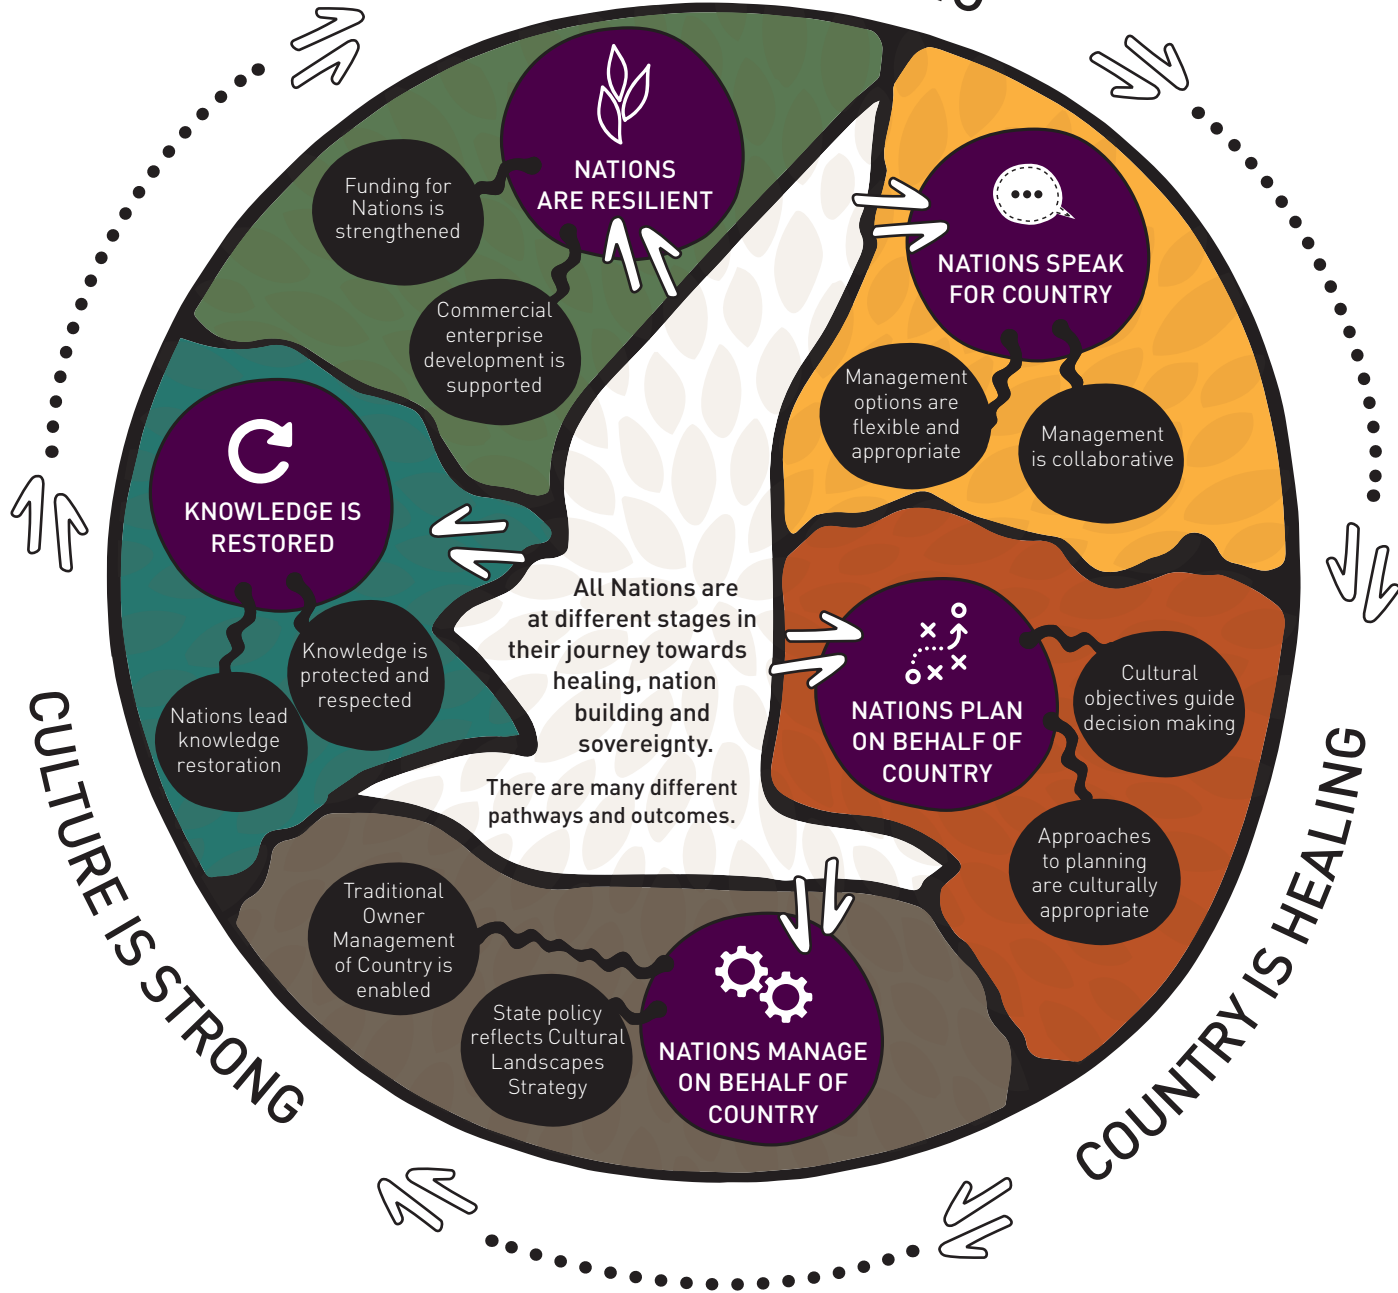 NATIONS
ARE RESILIENT
Funding for
Nations is
strengthened
Commercial
enterprise
development is
supported
NATIONS SPEAK
FOR COUNTRY
Management
options are
flexible and
appropriate
Management
is collaborative
KNOWLEDGE IS
RESTORED
Knowledge is
protected and
respected
Nations lead
knowledge
restoration
All Nations are
at different stages in
their journey towards
healing, nation
building and
sovereignty.
There are many different
pathways and outcomes.
NATIONS PLAN
ON BEHALF OF
COUNTRY
Cultural
objectives guide
decision making
Approaches
to planning
are culturally
appropriate
Traditional
Owner
Management
of Country is
enabled
State policy
reflects Cultural
Landscapes
Strategy
NATIONS MANAGE
ON BEHALF OF
COUNTRY
CULTURE IS STRONG
COUNTRY IS HEALING